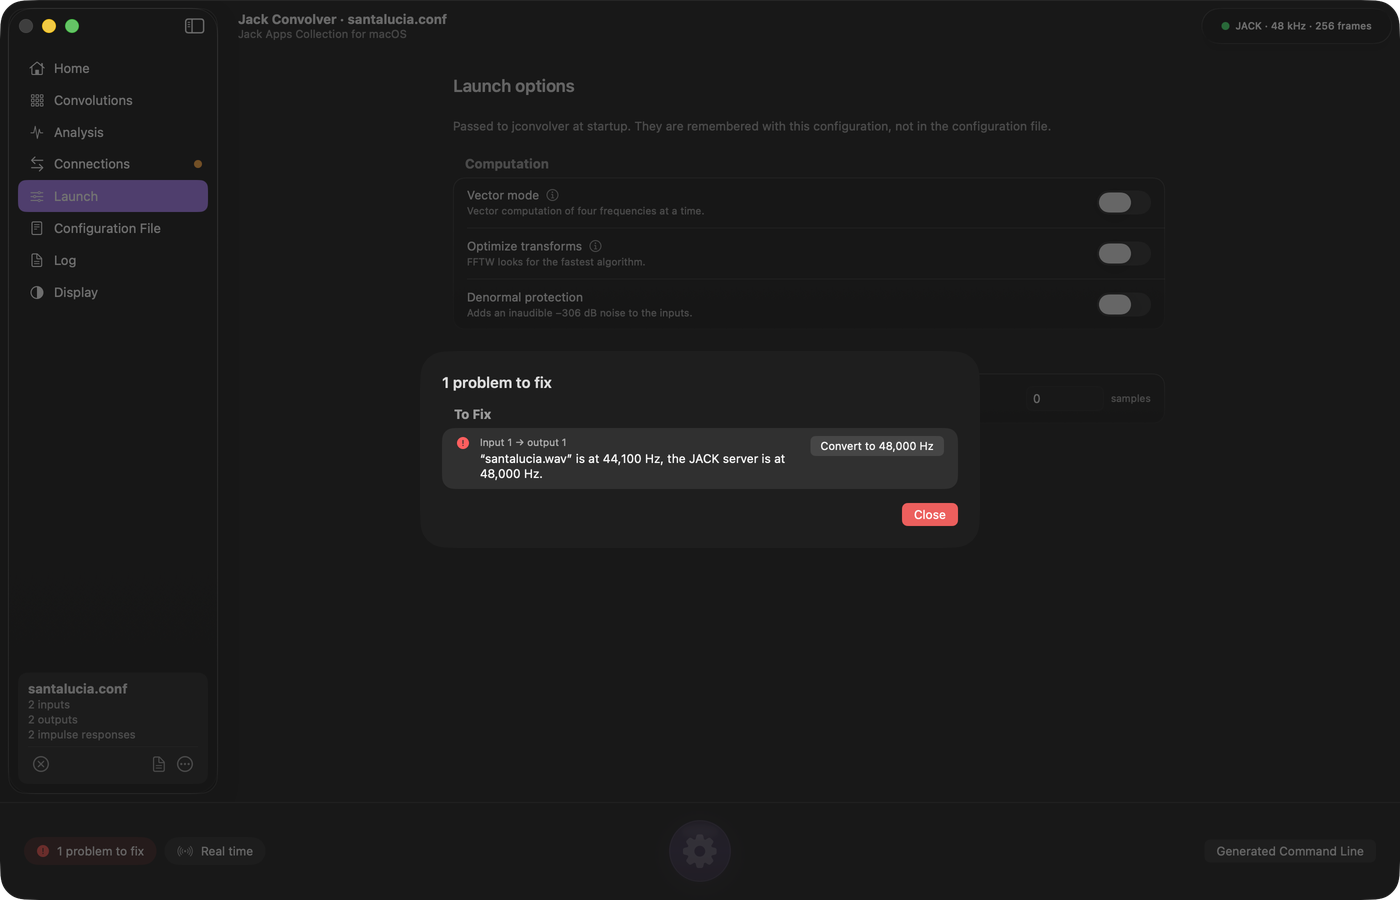 Jack Convolver · santalucia.conf
Jack Apps Collection for macOS
JACK · 48 kHz · 256 frames
Home
Convolutions
Analysis
Connections
Launch
Configuration File
Log
Display
Launch options
Passed to jconvolver at startup. They are remembered with this configuration, not in the configuration file.
Computation
Vector mode
Vector computation of four frequencies at a time.
Optimize transforms
FFTW looks for the fastest algorithm.
Denormal protection
Adds an inaudible −306 dB noise to the inputs.
0 samples
1 problem to fix
To Fix
Input 1 → output 1
“santalucia.wav” is at 44,100 Hz, the JACK server is at
48,000 Hz.
Convert to 48,000 Hz
Close
santalucia.conf
2 inputs
2 outputs
2 impulse responses
1 problem to fix
Real time
Generated Command Line